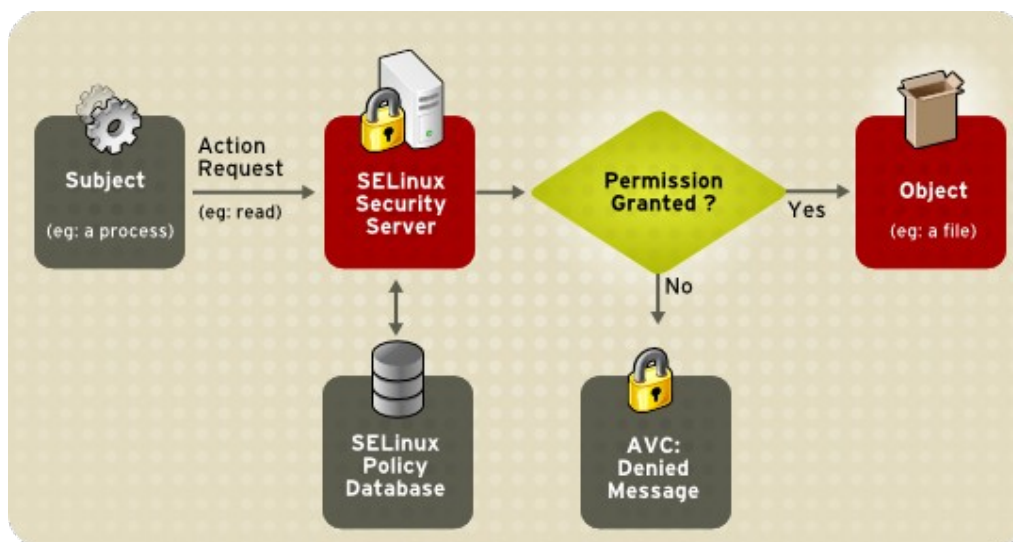 Subject
(eg: a process)
Action
Request
(eg: read)
SELinux
Security
Server
Permission
Granted ?
Yes
Object
(eg: a file)
No
SELinux
Policy
Database
AVC:
Denied
Message